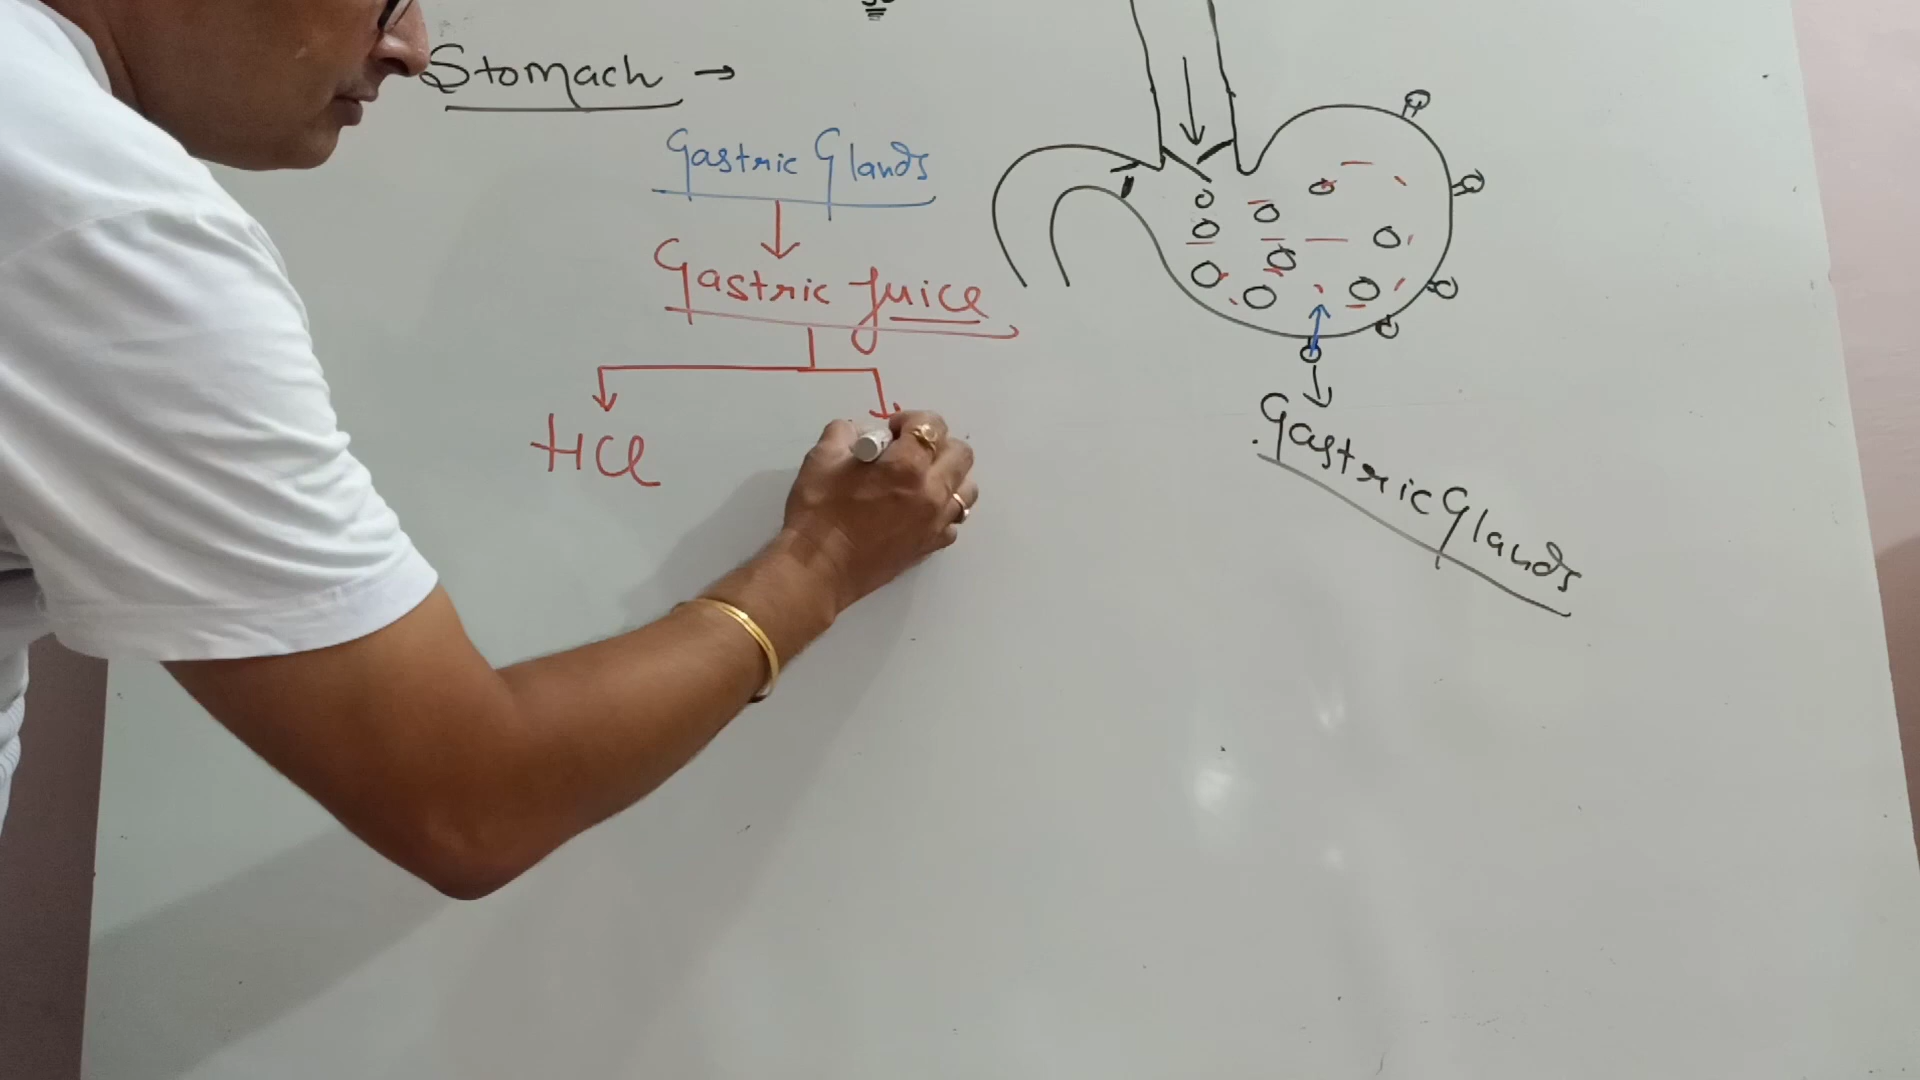 Stomach →
Gastric Glands
Gastric Juice
HCl
Gastric Glands